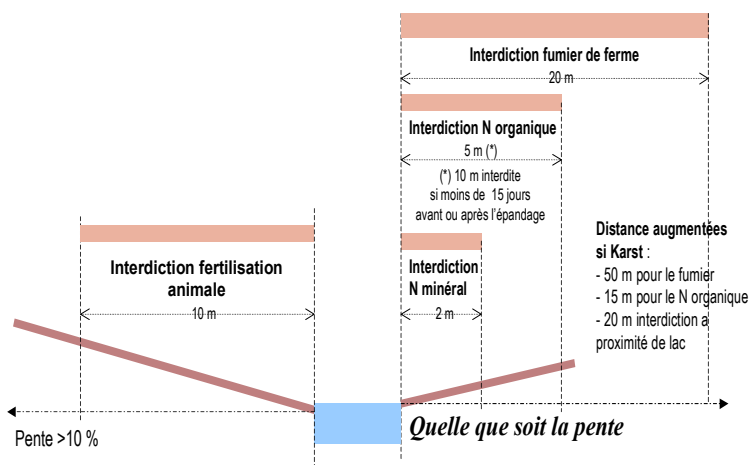 Interdiction fumier de ferme
20 m
Interdiction N organique
5 m (*)
(*) 10 m interdite
si moins de 15 jours
avant ou après l'épandage
Interdiction fertilisation
animale
10 m
Interdiction
N minéral
2 m
Distance augmentées
si Karst :
- 50 m pour le fumier
- 15 m pour le N organique
- 20 m interdiction a
proximité de lac
Pente >10 %
Quelle que soit la pente